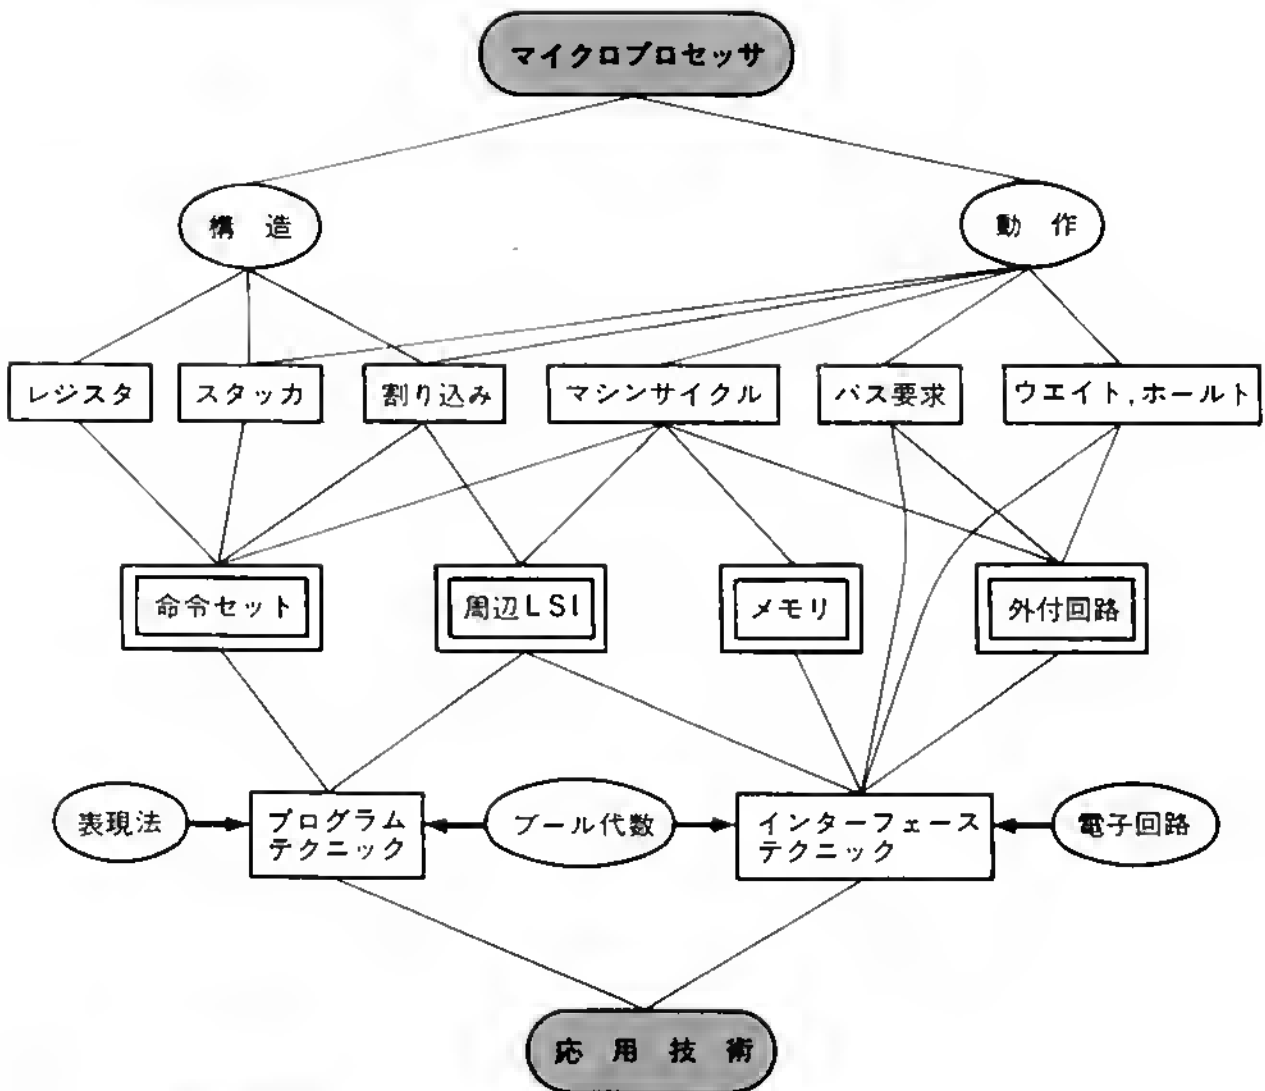 マイクロプロセッサ
構造
動作
レジスタ
スタッカ
割り込み
マシンサイクル
バス要求
ウエイト,ホールト
命令セット
周辺LSI
メモリ
外付回路
表現法
プログラム
テクニック
ブール代数
インターフェース
テクニック
電子回路
応用技術